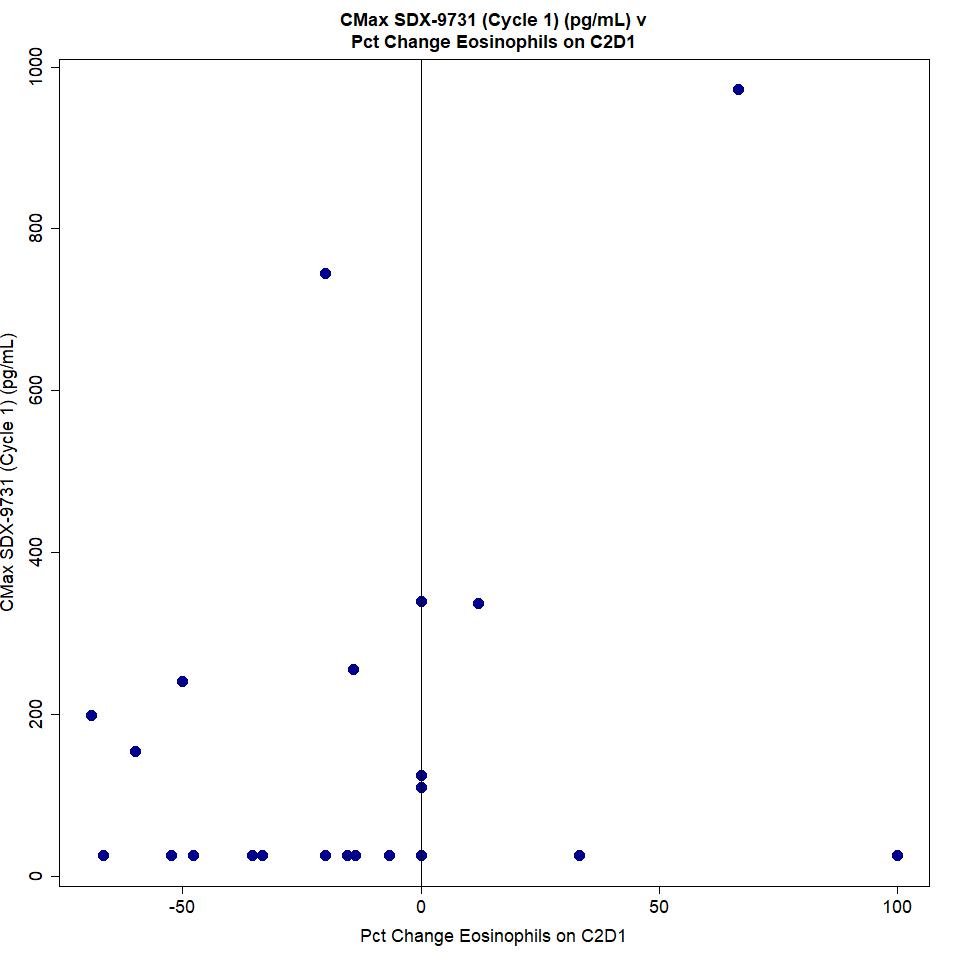 CMax SDX-9731 (Cycle 1) (pg/mL) v
Pct Change Eosinophils on C2D1
CMax SDX-9731 (Cycle 1) (pg/mL)
1000
800
600
400
200
0
-50
0
50
100
Pct Change Eosinophils on C2D1